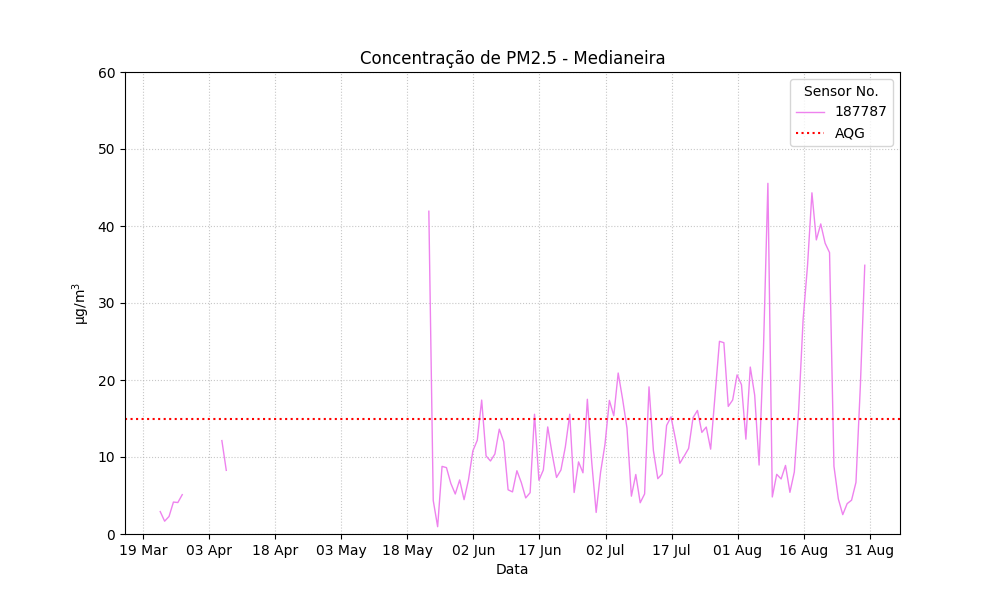 Concentração de PM2.5 - Medianeira
Sensor No.
187787
AQG
60
50
40
30
20
10
0
µg/m³
19 Mar
03 Apr
18 Apr
03 May
18 May
02 Jun
17 Jun
02 Jul
17 Jul
01 Aug
16 Aug
31 Aug
Data